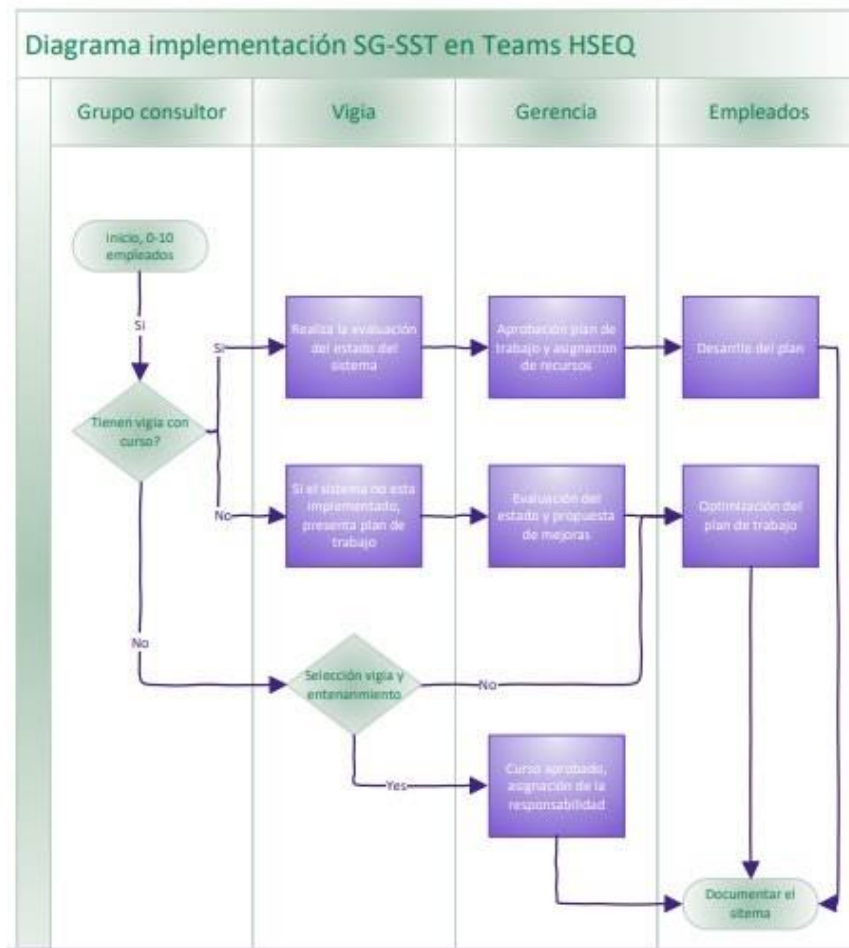 Diagrama implementación SG-SST en Teams HSEQ
Grupo consultor
Vigia
Gerencia
Empleados
Inicio, 0-10
empleados
Si
Si
Realiza la evaluación
del estado del
sistema
Aprobación plan de
trabajo y asignacion
de recursos
Desarrllo del plan
Tienen vigia con
curso?
No
Si el sistema no esta
implementado,
presenta plan de
trabajo
Evaluación del
estado y propuesta
de mejoras
Optimización del
plan de trabajo
No
Selección vigia y
entenanmiento
No
Yes
Curso aprobado,
asignación de la
responsabilidad
Documentar el
sitema